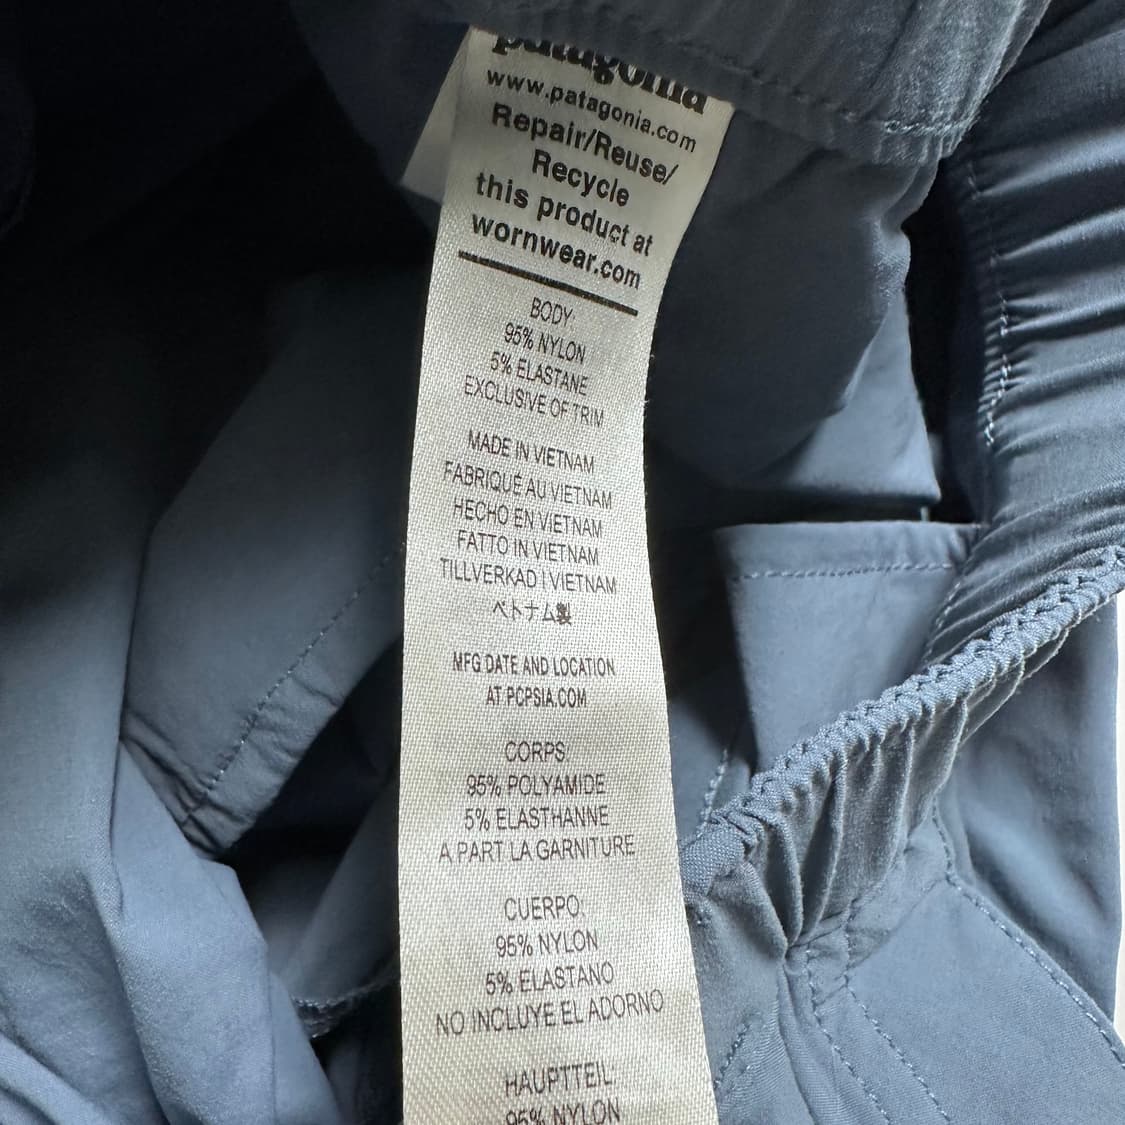 patagonia
www.patagonia.com
Repair/Reuse/
Recycle
this product at
wornwear.com
BODY:
95% NYLON
5% ELASTANE
EXCLUSIVE OF TRIM
MADE IN VIETNAM
FABRIQUÉ AU VIETNAM
HECHO EN VIETNAM
FATTO IN VIETNAM
TILLVERKAD I VIETNAM
ベトナム製
MFG DATE AND LOCATION
AT PCPSIA.COM
CORPS:
95% POLYAMIDE
5% ELASTHANNE
A PART LA GARNITURE
CUERPO:
95% NYLON
5% ELASTANO
NO INCLUYE EL ADORNO
HAUPTTEIL:
95% NYLON